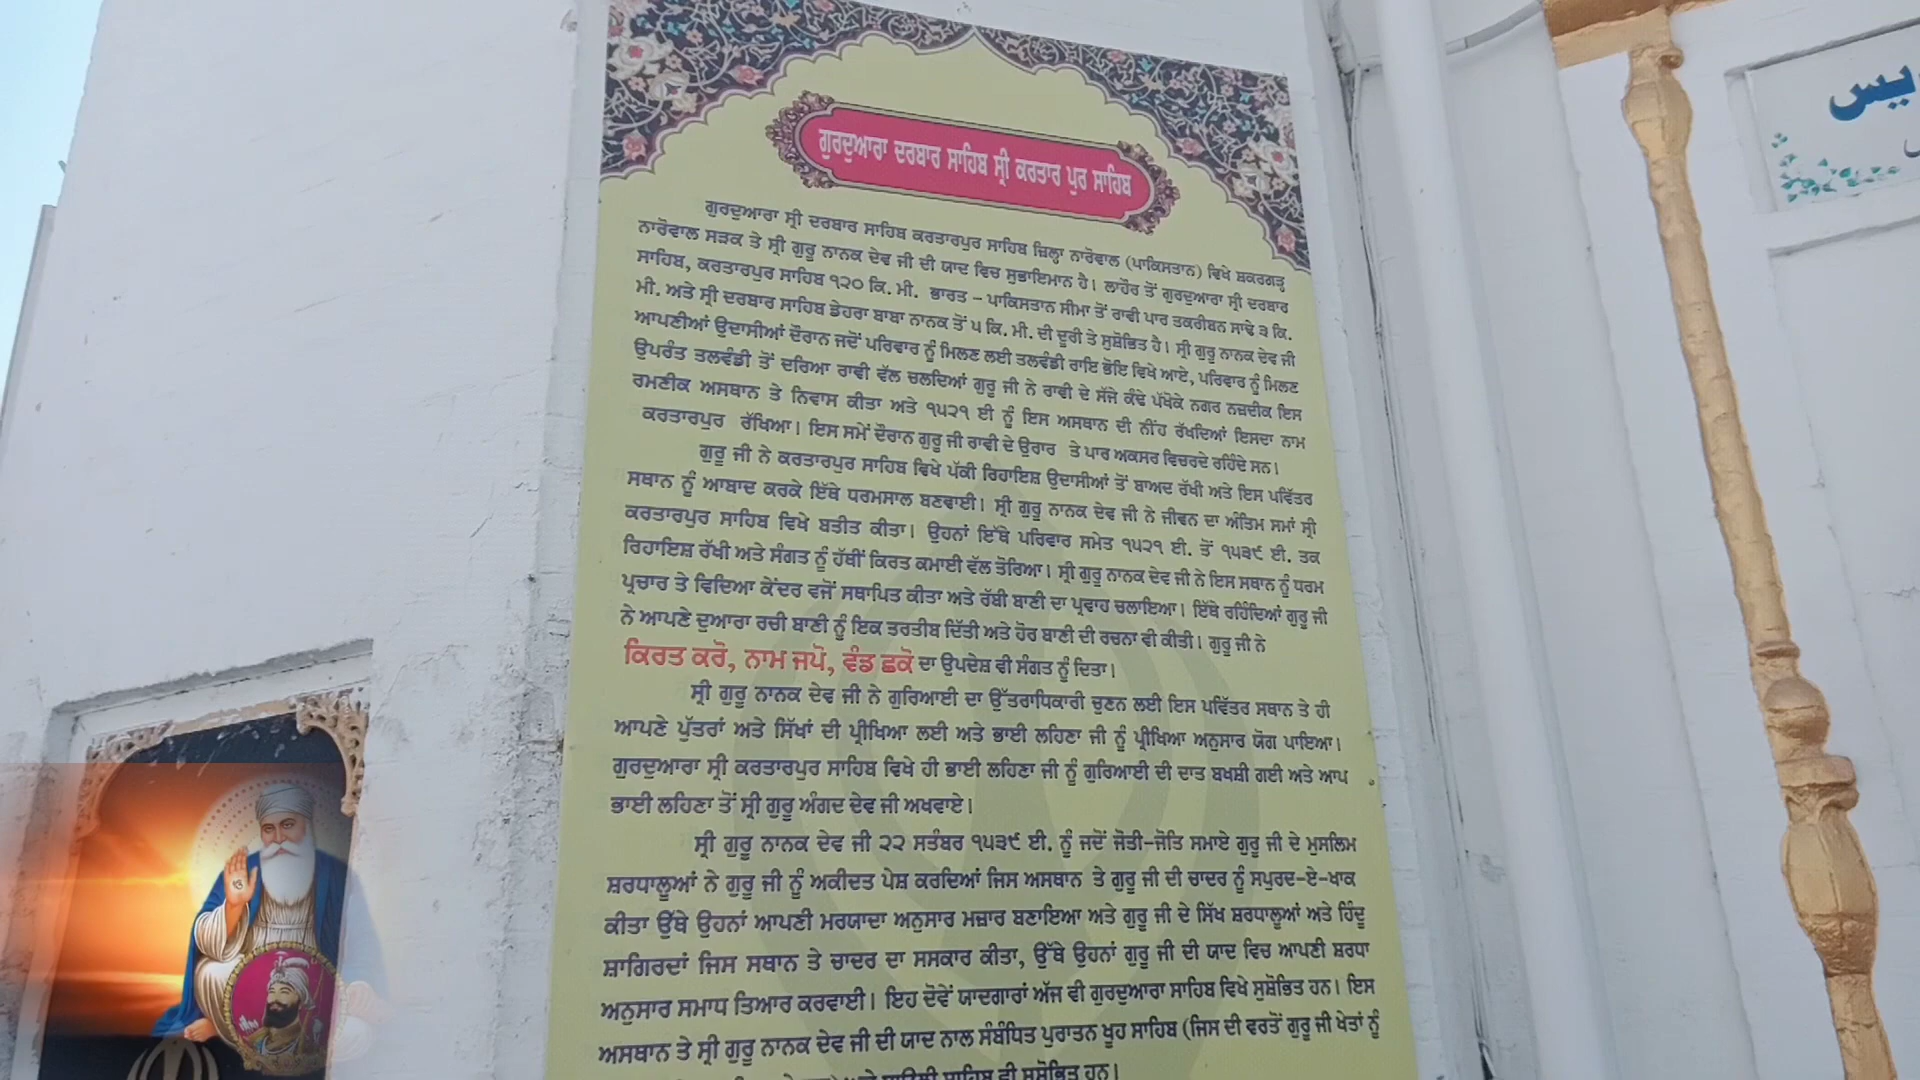 ਗੁਰਦੁਆਰਾ ਦਰਬਾਰ ਸਾਹਿਬ ਸ੍ਰੀ ਕਰਤਾਰ ਪੁਰ ਸਾਹਿਬ
ਗੁਰਦੁਆਰਾ ਸ੍ਰੀ ਦਰਬਾਰ ਸਾਹਿਬ ਕਰਤਾਰਪੁਰ ਸਾਹਿਬ ਜ਼ਿਲ੍ਹਾ ਨਾਰੋਵਾਲ (ਪਾਕਿਸਤਾਨ) ਵਿਖੇ ਸ਼ਕਰਗੜ੍ਹ
ਨਾਰੋਵਾਲ ਸੜਕ ਤੇ ਸ੍ਰੀ ਗੁਰੂ ਨਾਨਕ ਦੇਵ ਜੀ ਦੀ ਯਾਦ ਵਿਚ ਸੁਭਾਇਮਾਨ ਹੈ। ਲਾਹੌਰ ਤੋਂ ਗੁਰਦੁਆਰਾ ਸ੍ਰੀ ਦਰਬਾਰ
ਸਾਹਿਬ, ਕਰਤਾਰਪੁਰ ਸਾਹਿਬ ੧੨੦ ਕਿ. ਮੀ. ਭਾਰਤ - ਪਾਕਿਸਤਾਨ ਸੀਮਾ ਤੋਂ ਰਾਵੀ ਪਾਰ ਤਕਰੀਬਨ ਸਾਢੇ ੩ ਕਿ.
ਮੀ. ਅਤੇ ਸ੍ਰੀ ਦਰਬਾਰ ਸਾਹਿਬ ਡੇਹਰਾ ਬਾਬਾ ਨਾਨਕ ਤੋਂ ੫ ਕਿ. ਮੀ. ਦੀ ਦੂਰੀ ਤੇ ਸੁਸ਼ੋਭਿਤ ਹੈ। ਸ੍ਰੀ ਗੁਰੂ ਨਾਨਕ ਦੇਵ ਜੀ
ਆਪਣੀਆਂ ਉਦਾਸੀਆਂ ਦੌਰਾਨ ਜਦੋਂ ਪਰਿਵਾਰ ਨੂੰ ਮਿਲਣ ਲਈ ਤਲਵੰਡੀ ਰਾਇ ਭੋਇ ਵਿਖੇ ਆਏ, ਪਰਿਵਾਰ ਨੂੰ ਮਿਲਣ
ਉਪਰੰਤ ਤਲਵੰਡੀ ਤੋਂ ਦਰਿਆ ਰਾਵੀ ਵੱਲ ਚਲਦਿਆਂ ਗੁਰੂ ਜੀ ਨੇ ਰਾਵੀ ਦੇ ਸੱਜੇ ਕੰਢੇ ਪੱਖੋਕੇ ਨਗਰ ਨਜ਼ਦੀਕ ਇਸ
ਰਮਣੀਕ ਅਸਥਾਨ ਤੇ ਨਿਵਾਸ ਕੀਤਾ ਅਤੇ ੧੫੨੧ ਈ ਨੂੰ ਇਸ ਅਸਥਾਨ ਦੀ ਨੀਂਹ ਰੱਖਦਿਆਂ ਇਸਦਾ ਨਾਮ
ਕਰਤਾਰਪੁਰ ਰੱਖਿਆ। ਇਸ ਸਮੇਂ ਦੌਰਾਨ ਗੁਰੂ ਜੀ ਰਾਵੀ ਦੇ ਉਰਾਰ ਤੇ ਪਾਰ ਅਕਸਰ ਵਿਚਰਦੇ ਰਹਿੰਦੇ ਸਨ।
ਗੁਰੂ ਜੀ ਨੇ ਕਰਤਾਰਪੁਰ ਸਾਹਿਬ ਵਿਖੇ ਪੱਕੀ ਰਿਹਾਇਸ਼ ਉਦਾਸੀਆਂ ਤੋਂ ਬਾਅਦ ਰੱਖੀ ਅਤੇ ਇਸ ਪਵਿੱਤਰ
ਸਥਾਨ ਨੂੰ ਆਬਾਦ ਕਰਕੇ ਇੱਥੇ ਧਰਮਸਾਲ ਬਣਵਾਈ। ਸ੍ਰੀ ਗੁਰੂ ਨਾਨਕ ਦੇਵ ਜੀ ਨੇ ਜੀਵਨ ਦਾ ਅੰਤਿਮ ਸਮਾਂ ਸ੍ਰੀ
ਕਰਤਾਰਪੁਰ ਸਾਹਿਬ ਵਿਖੇ ਬਤੀਤ ਕੀਤਾ। ਉਹਨਾਂ ਇੱਥੇ ਪਰਿਵਾਰ ਸਮੇਤ ੧੫੨੧ ਈ. ਤੋਂ ੧੫੩੯ ਈ. ਤਕ
ਰਿਹਾਇਸ਼ ਰੱਖੀ ਅਤੇ ਸੰਗਤ ਨੂੰ ਹੱਥੀਂ ਕਿਰਤ ਕਮਾਈ ਵੱਲ ਤੋਰਿਆ। ਸ੍ਰੀ ਗੁਰੂ ਨਾਨਕ ਦੇਵ ਜੀ ਨੇ ਇਸ ਸਥਾਨ ਨੂੰ ਧਰਮ
ਪ੍ਰਚਾਰ ਤੇ ਵਿਦਿਆ ਕੇਂਦਰ ਵਜੋਂ ਸਥਾਪਿਤ ਕੀਤਾ ਅਤੇ ਰੱਬੀ ਬਾਣੀ ਦਾ ਪ੍ਰਵਾਹ ਚਲਾਇਆ। ਇੱਥੇ ਰਹਿੰਦਿਆਂ ਗੁਰੂ ਜੀ
ਨੇ ਆਪਣੇ ਦੁਆਰਾ ਰਚੀ ਬਾਣੀ ਨੂੰ ਇਕ ਤਰਤੀਬ ਦਿੱਤੀ ਅਤੇ ਹੋਰ ਬਾਣੀ ਦੀ ਰਚਨਾ ਵੀ ਕੀਤੀ। ਗੁਰੂ ਜੀ ਨੇ
ਕਿਰਤ ਕਰੋ, ਨਾਮ ਜਪੋ, ਵੰਡ ਛਕੋ ਦਾ ਉਪਦੇਸ਼ ਵੀ ਸੰਗਤ ਨੂੰ ਦਿਤਾ।
ਸ੍ਰੀ ਗੁਰੂ ਨਾਨਕ ਦੇਵ ਜੀ ਨੇ ਗੁਰਿਆਈ ਦਾ ਉੱਤਰਾਧਿਕਾਰੀ ਚੁਣਨ ਲਈ ਇਸ ਪਵਿੱਤਰ ਸਥਾਨ ਤੇ ਹੀ
ਆਪਣੇ ਪੁੱਤਰਾਂ ਅਤੇ ਸਿੱਖਾਂ ਦੀ ਪ੍ਰੀਖਿਆ ਲਈ ਅਤੇ ਭਾਈ ਲਹਿਣਾ ਜੀ ਨੂੰ ਪ੍ਰੀਖਿਆ ਅਨੁਸਾਰ ਯੋਗ ਪਾਇਆ।
ਗੁਰਦੁਆਰਾ ਸ੍ਰੀ ਕਰਤਾਰਪੁਰ ਸਾਹਿਬ ਵਿਖੇ ਹੀ ਭਾਈ ਲਹਿਣਾ ਜੀ ਨੂੰ ਗੁਰਿਆਈ ਦੀ ਦਾਤ ਬਖਸ਼ੀ ਗਈ ਅਤੇ ਆਪ
ਭਾਈ ਲਹਿਣਾ ਤੋਂ ਸ੍ਰੀ ਗੁਰੂ ਅੰਗਦ ਦੇਵ ਜੀ ਅਖਵਾਏ।
ਸ੍ਰੀ ਗੁਰੂ ਨਾਨਕ ਦੇਵ ਜੀ ੨੨ ਸਤੰਬਰ ੧੫੩੯ ਈ. ਨੂੰ ਜਦੋਂ ਜੋਤੀ-ਜੋਤਿ ਸਮਾਏ ਗੁਰੂ ਜੀ ਦੇ ਮੁਸਲਿਮ
ਸ਼ਰਧਾਲੂਆਂ ਨੇ ਗੁਰੂ ਜੀ ਨੂੰ ਅਕੀਦਤ ਪੇਸ਼ ਕਰਦਿਆਂ ਜਿਸ ਅਸਥਾਨ ਤੇ ਗੁਰੂ ਜੀ ਦੀ ਚਾਦਰ ਨੂੰ ਸਪੁਰਦ-ਏ-ਖਾਕ
ਕੀਤਾ ਉੱਥੇ ਉਹਨਾਂ ਆਪਣੀ ਮਰਯਾਦਾ ਅਨੁਸਾਰ ਮਜ਼ਾਰ ਬਣਾਇਆ ਅਤੇ ਗੁਰੂ ਜੀ ਦੇ ਸਿੱਖ ਸ਼ਰਧਾਲੂਆਂ ਅਤੇ ਹਿੰਦੂ
ਸ਼ਾਗਿਰਦਾਂ ਜਿਸ ਸਥਾਨ ਤੇ ਚਾਦਰ ਦਾ ਸਸਕਾਰ ਕੀਤਾ, ਉੱਥੇ ਉਹਨਾਂ ਗੁਰੂ ਜੀ ਦੀ ਯਾਦ ਵਿਚ ਆਪਣੀ ਸ਼ਰਧਾ
ਅਨੁਸਾਰ ਸਮਾਧ ਤਿਆਰ ਕਰਵਾਈ। ਇਹ ਦੋਵੇਂ ਯਾਦਗਾਰਾਂ ਅੱਜ ਵੀ ਗੁਰਦੁਆਰਾ ਸਾਹਿਬ ਵਿਖੇ ਸੁਸ਼ੋਭਿਤ ਹਨ। ਇਸ
ਅਸਥਾਨ ਤੇ ਸ੍ਰੀ ਗੁਰੂ ਨਾਨਕ ਦੇਵ ਜੀ ਦੀ ਯਾਦ ਨਾਲ ਸੰਬੰਧਿਤ ਪੁਰਾਤਨ ਖੂਹ ਸਾਹਿਬ (ਜਿਸ ਦੀ ਵਰਤੋਂ ਗੁਰੂ ਜੀ ਖੇਤਾਂ ਨੂੰ
ਸਾਹਿਬ ਵੀ ਸੁਸ਼ੋਭਿਤ ਹਨ।